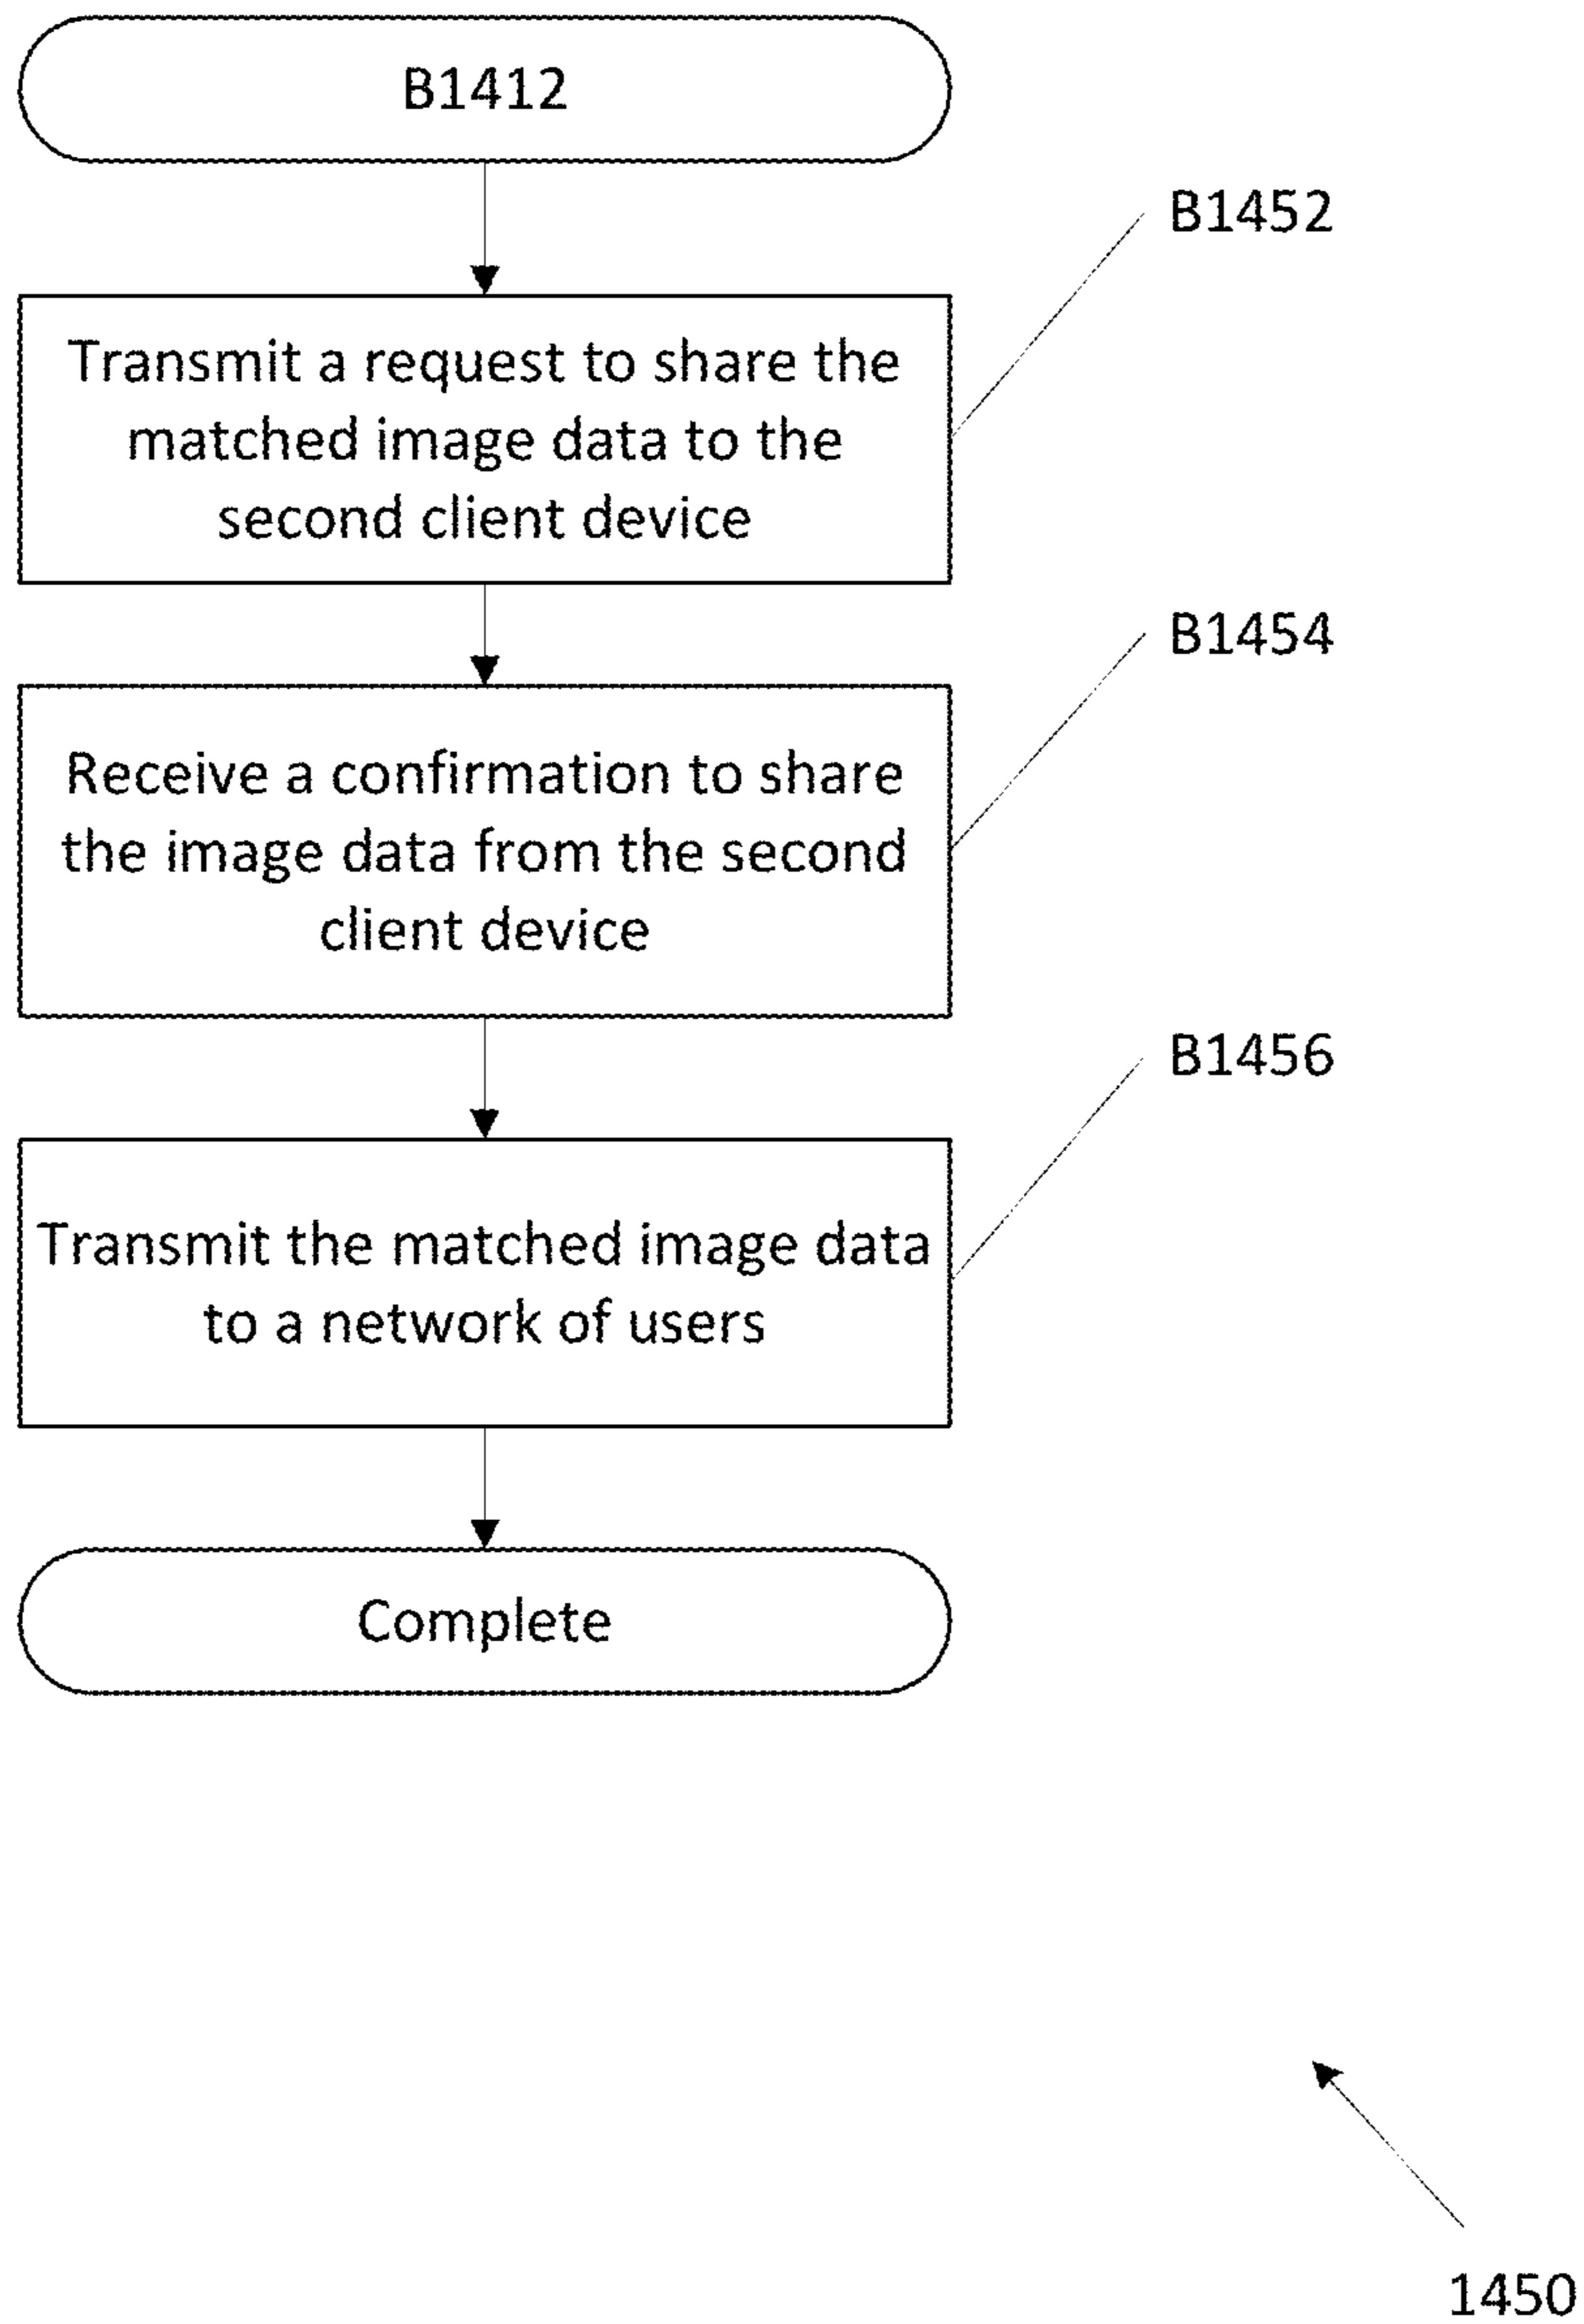 B1412
B1452
Transmit a request to share the
matched image data to the
second client device
B1454
Receive a confirmation to share
the image data from the second
client device
B1456
Transmit the matched image data
to a network of users
Complete
1450